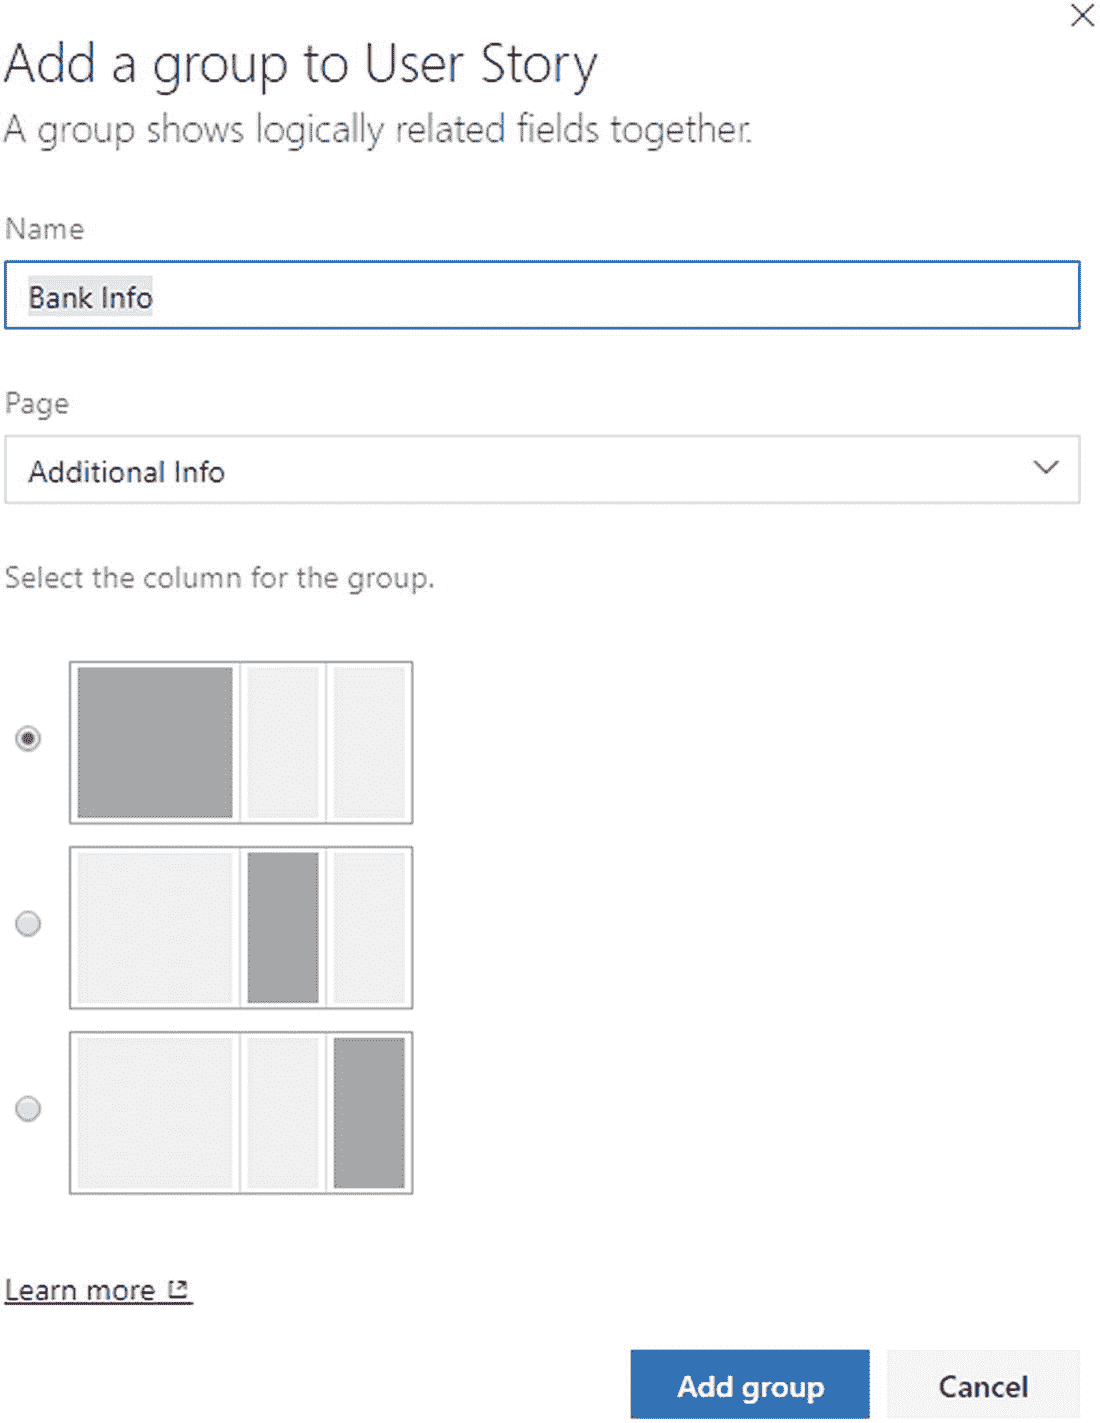 Add a group to User Story
A group shows logically related fields together.
Name
Bank Info
Page
Additional Info
Select the column for the group.
Learn more
Add group
Cancel